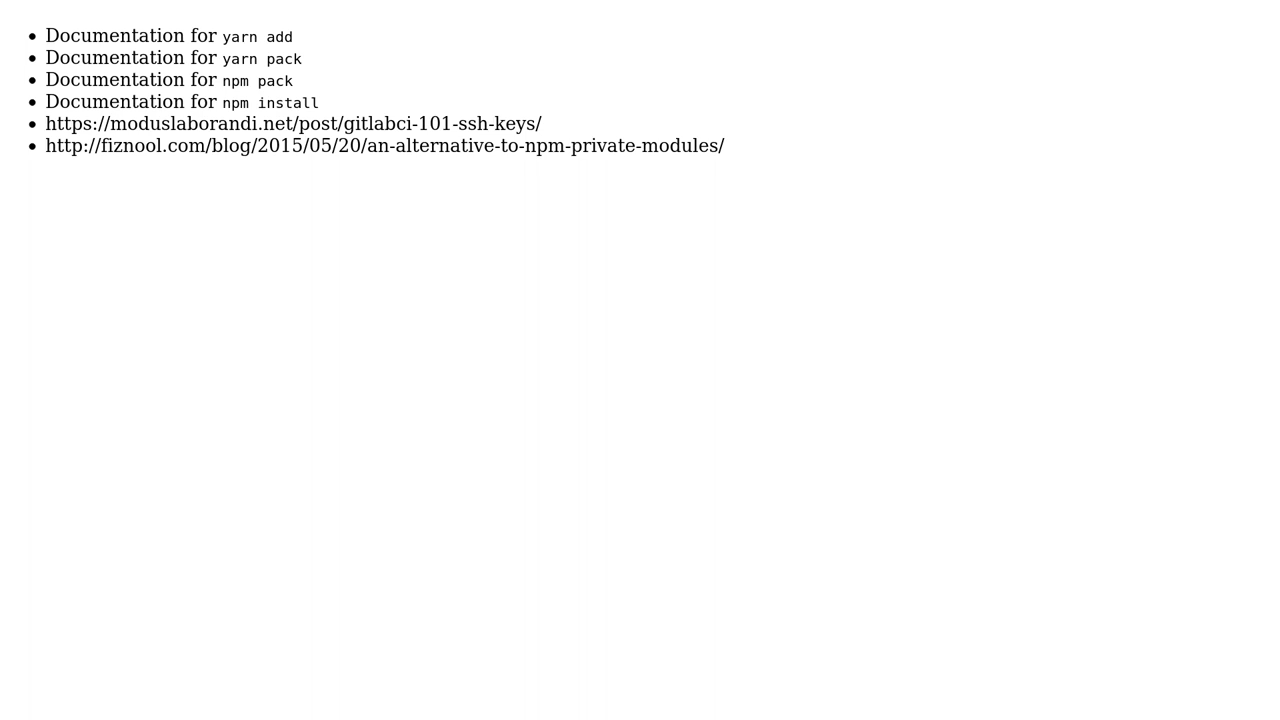 Documentation for yarn add
Documentation for yarn pack
Documentation for npm pack
Documentation for npm install
https://moduslaborandi.net/post/gitlabci-101-ssh-keys/
http://fiznool.com/blog/2015/05/20/an-alternative-to-npm-private-modules/